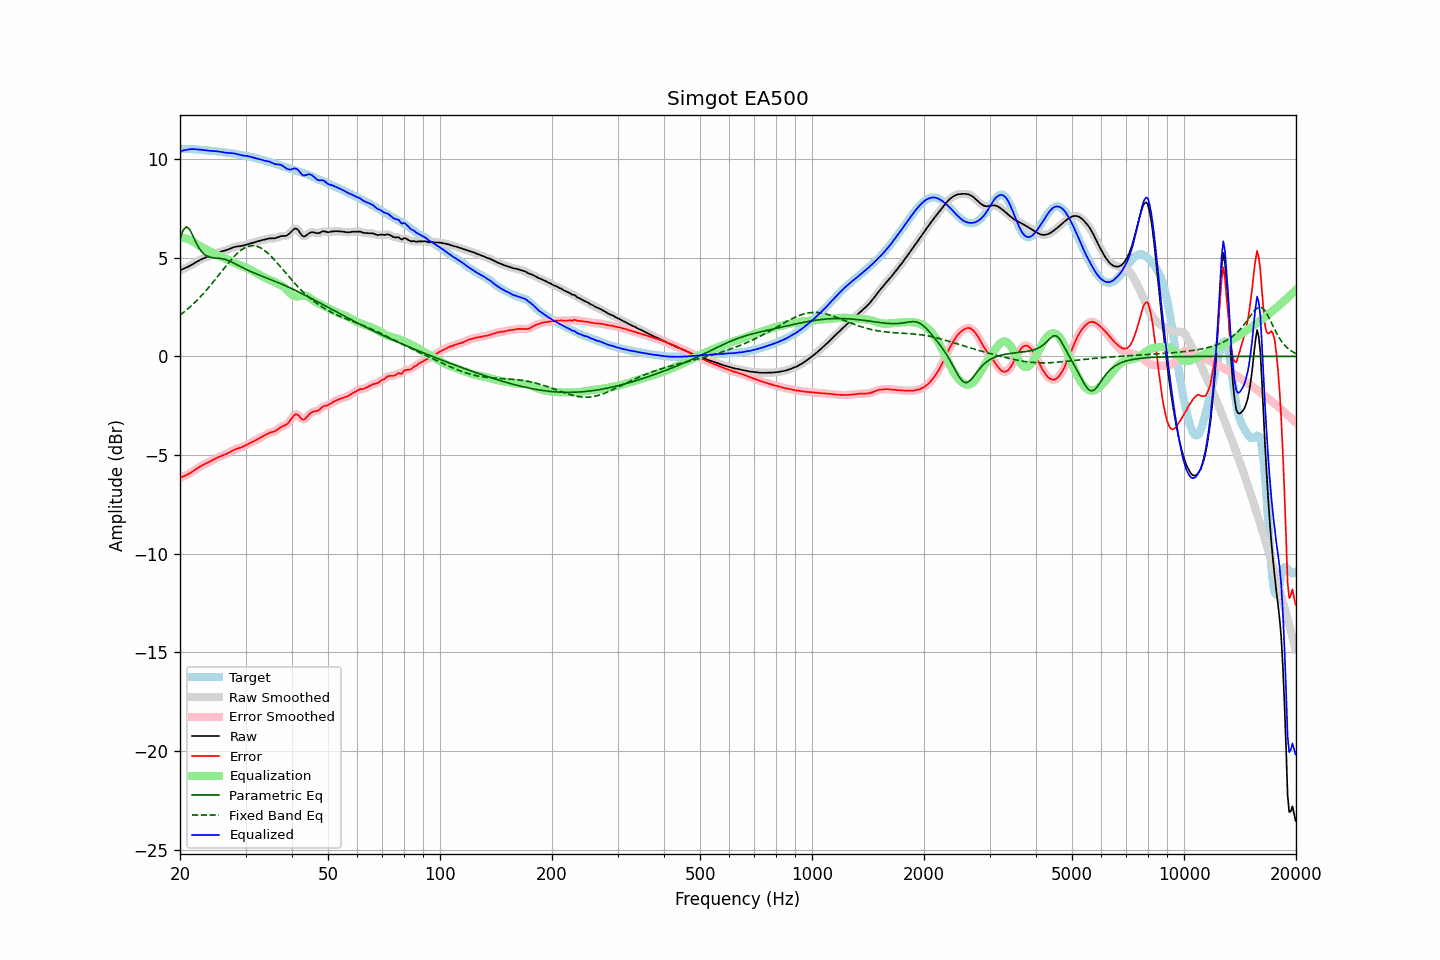 Simgot EA500
Amplitude (dBr)
10
5
0
−5
−10
−15
−20
−25
Target
Raw Smoothed
Error Smoothed
Raw
Error
Equalization
Parametric Eq
Fixed Band Eq
Equalized
20 50 100 200 500 1000 2000 5000 10000 20000
Frequency (Hz)